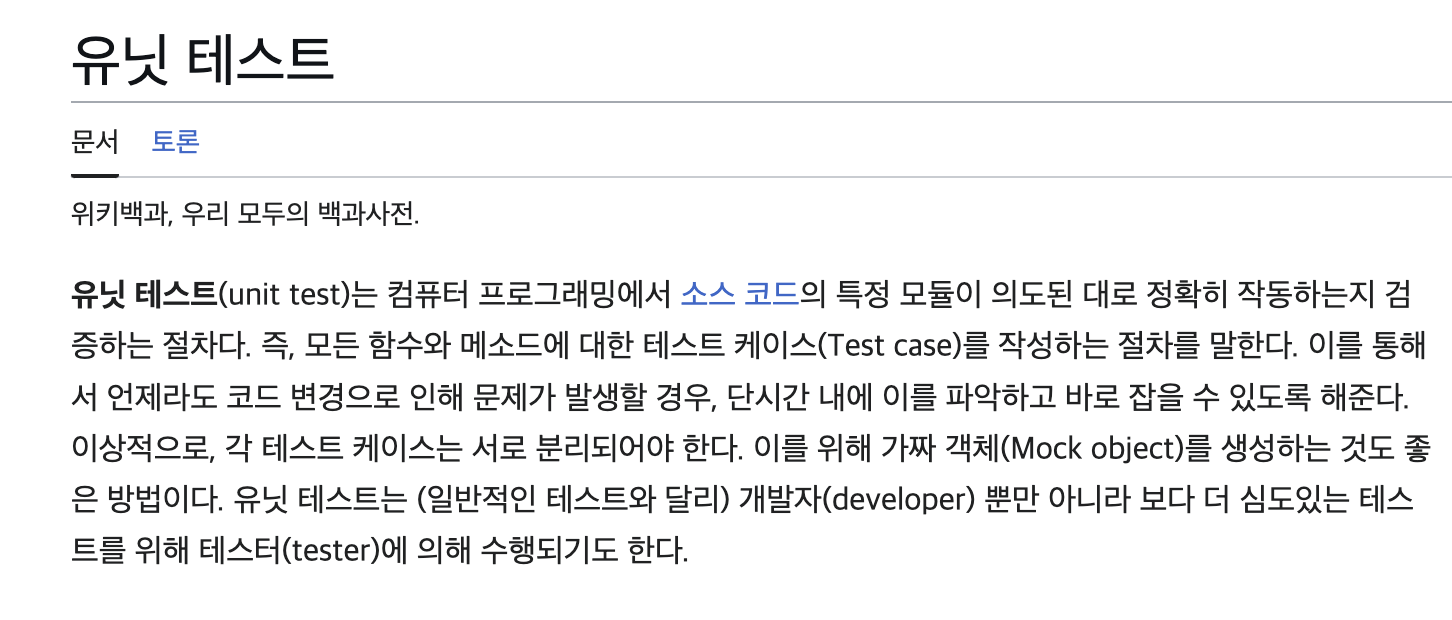 유닛 테스트
문서 토론
위키백과, 우리 모두의 백과사전.
유닛 테스트(unit test)는 컴퓨터 프로그래밍에서 소스 코드의 특정 모듈이 의도된 대로 정확히 작동하는지 검
증하는 절차다. 즉, 모든 함수와 메소드에 대한 테스트 케이스(Test case)를 작성하는 절차를 말한다. 이를 통해
서 언제라도 코드 변경으로 인해 문제가 발생할 경우, 단시간 내에 이를 파악하고 바로 잡을 수 있도록 해준다.
이상적으로, 각 테스트 케이스는 서로 분리되어야 한다. 이를 위해 가짜 객체(Mock object)를 생성하는 것도 좋
은 방법이다. 유닛 테스트는 (일반적인 테스트와 달리) 개발자(developer) 뿐만 아니라 보다 더 심도있는 테스
트를 위해 테스터(tester)에 의해 수행되기도 한다.